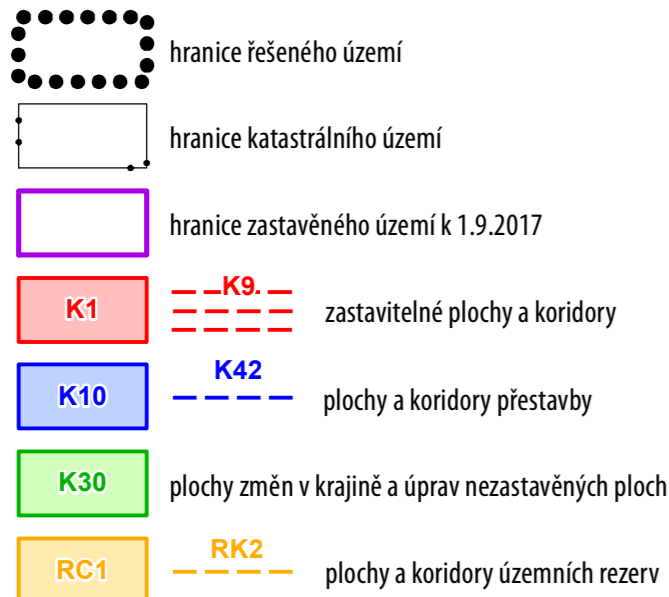 hranice řešeného území
hranice katastrálního území
hranice zastavěného území k 1.9.2017
K1 K9 zastavitelné plochy a koridory
K10 K42 plochy a koridory přestavby
K30 plochy změn v krajině a úprav nezastavěných ploch
RC1 RK2 plochy a koridory územních rezerv